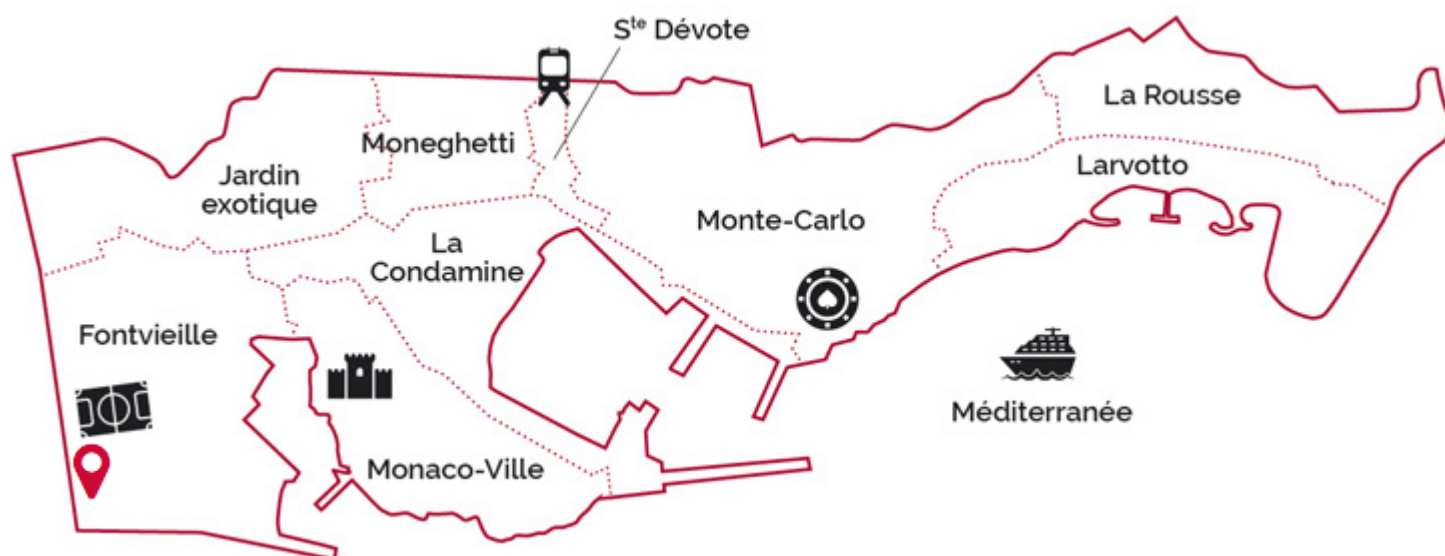 Sᵗᵉ Dévote
La Rousse
Moneghetti
Larvotto
Jardin
exotique
Monte-Carlo
La
Condamine
Fontvieille
Méditerranée
Monaco-Ville